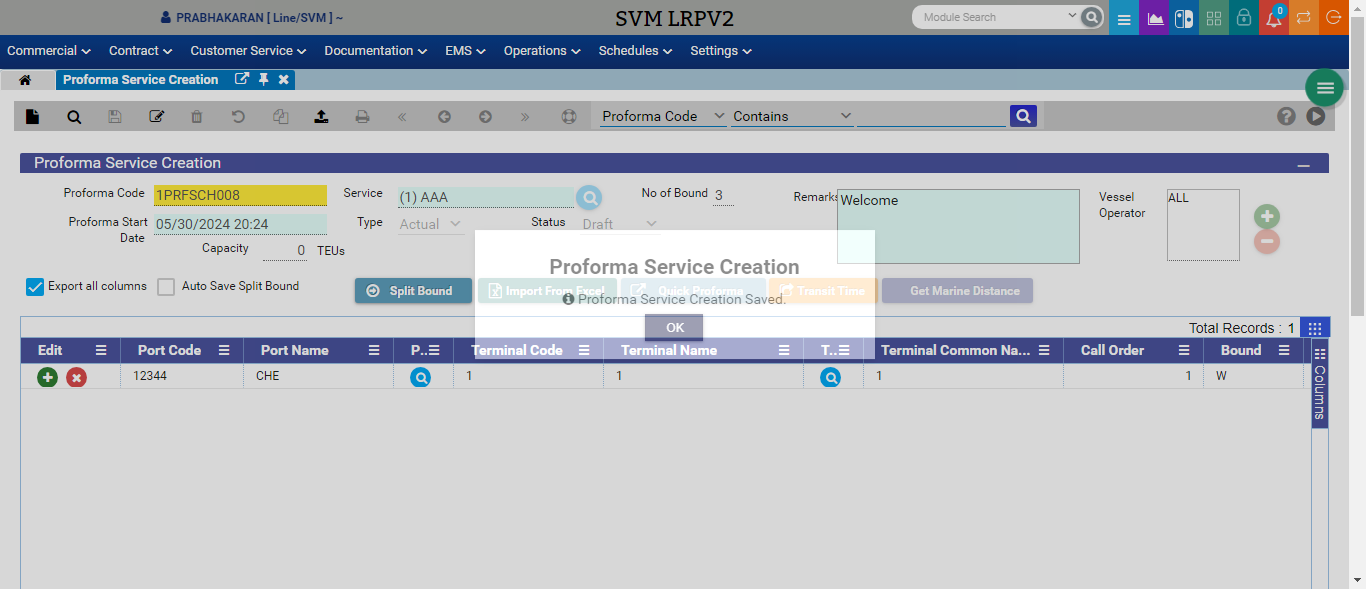 PRABHAKARAN [ Line/SVM ] ~ SVM LRPV2 Module Search 0
Commercial Contract Customer Service Documentation EMS Operations Schedules Settings
Proforma Service Creation
« » Proforma Code Contains ?
Proforma Service Creation
Proforma Code 1PRFSCH008 Service (1) AAA No of Bound 3 Remarks Welcome Vessel Operator ALL
Proforma Start Date 05/30/2024 20:24 Type Actual Status Draft
Capacity 0 TEUs
Proforma Service Creation
Export all columns Auto Save Split Bound Split Bound Import From Excel Quick Proforma Transit Time Get Marine Distance
Proforma Service Creation Saved.
OK
Total Records : 1
Edit Port Code Port Name P.. Terminal Code Terminal Name T.. Terminal Common Na... Call Order Bound
12344 CHE 1 1 1 1 W
Columns